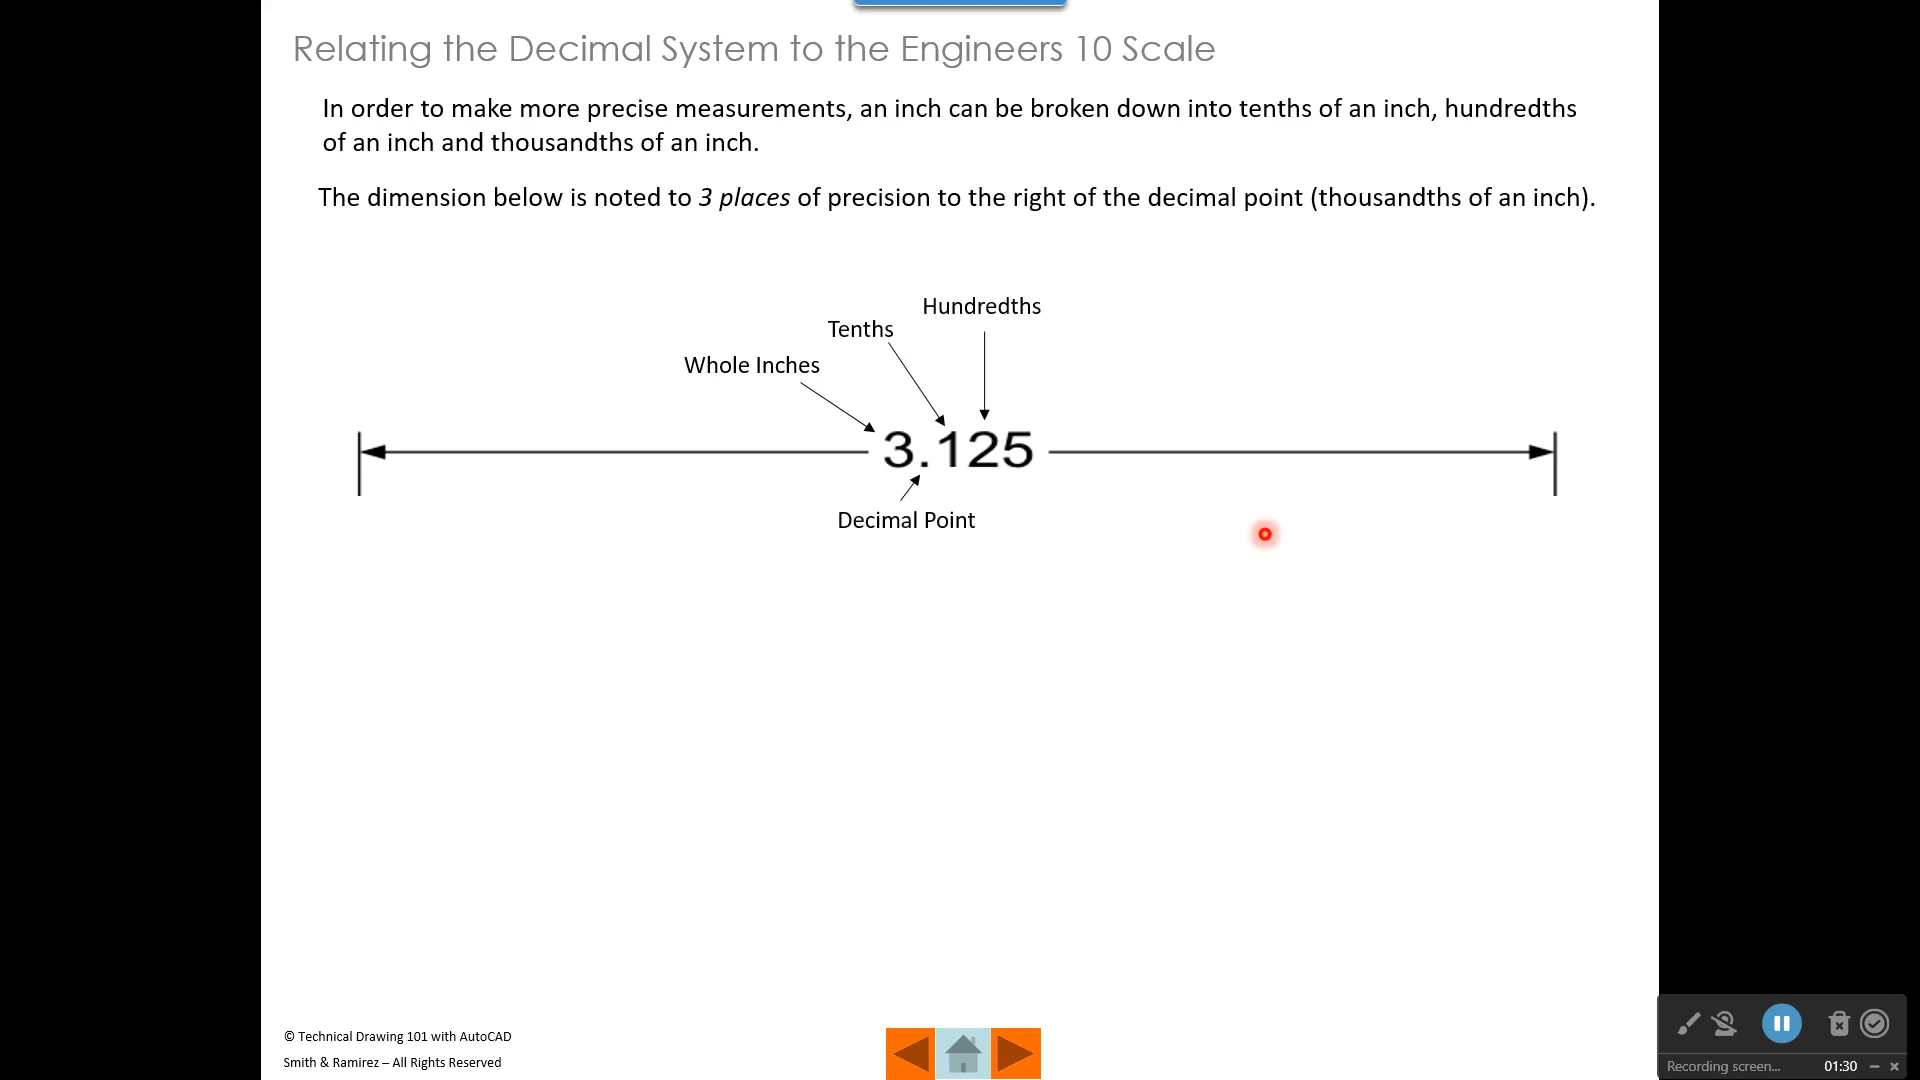 Relating the Decimal System to the Engineers 10 Scale
In order to make more precise measurements, an inch can be broken down into tenths of an inch, hundredths
of an inch and thousandths of an inch.
The dimension below is noted to 3 places of precision to the right of the decimal point (thousandths of an inch).
Hundredths
Tenths
Whole Inches
3.125
Decimal Point
© Technical Drawing 101 with AutoCAD
Smith & Ramirez – All Rights Reserved
Recording screen... 01:30